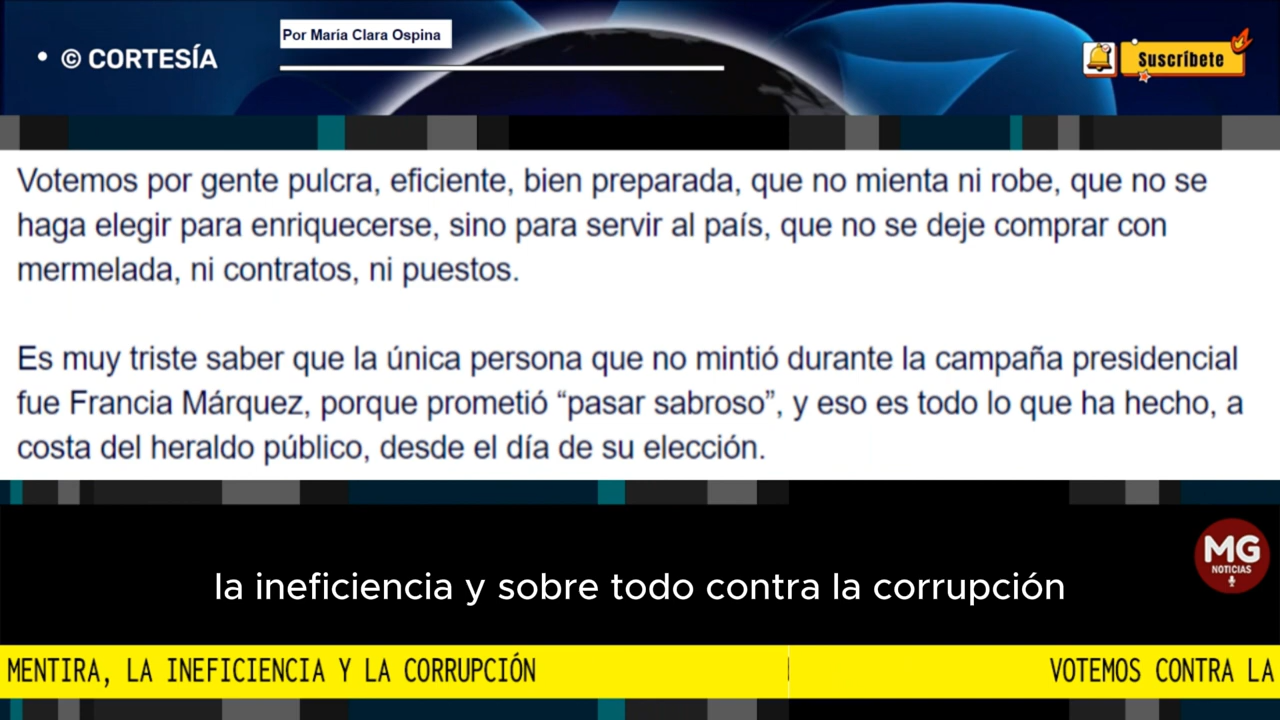 • © CORTESÍA
Por Maria Clara Ospina
Suscríbete
Votemos por gente pulcra, eficiente, bien preparada, que no mienta ni robe, que no se
haga elegir para enriquecerse, sino para servir al país, que no se deje comprar con
mermelada, ni contratos, ni puestos.
Es muy triste saber que la única persona que no mintió durante la campaña presidencial
fue Francia Márquez, porque prometió “pasar sabroso”, y eso es todo lo que ha hecho, a
costa del heraldo público, desde el día de su elección.
MG
NOTICIAS
la ineficiencia y sobre todo contra la corrupción
MENTIRA, LA INEFICIENCIA Y LA CORRUPCIÓN
VOTEMOS CONTRA LA